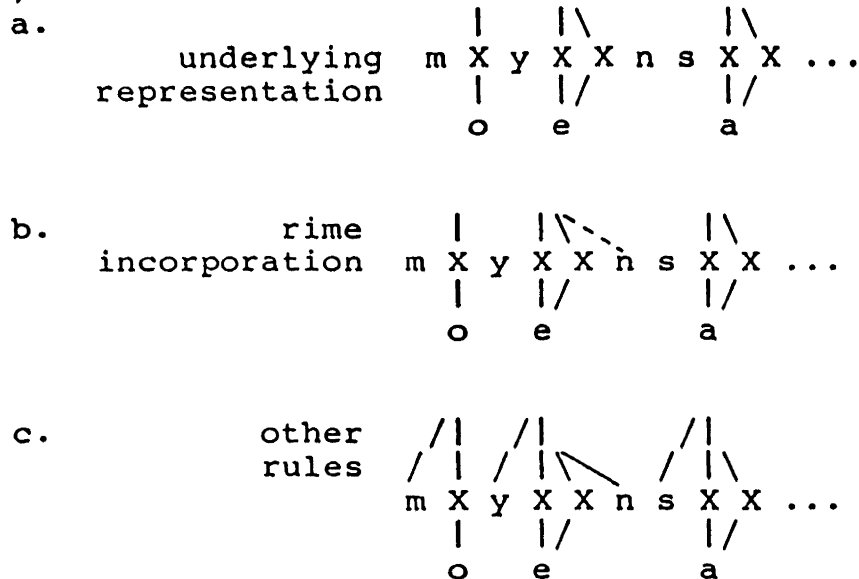 a.
underlying m X y X X n s X X ...
representation
o e a
b. rime
incorporation m X y X X n s X X ...
o e a
c. other
rules
m X y X X n s X X ...
o e a